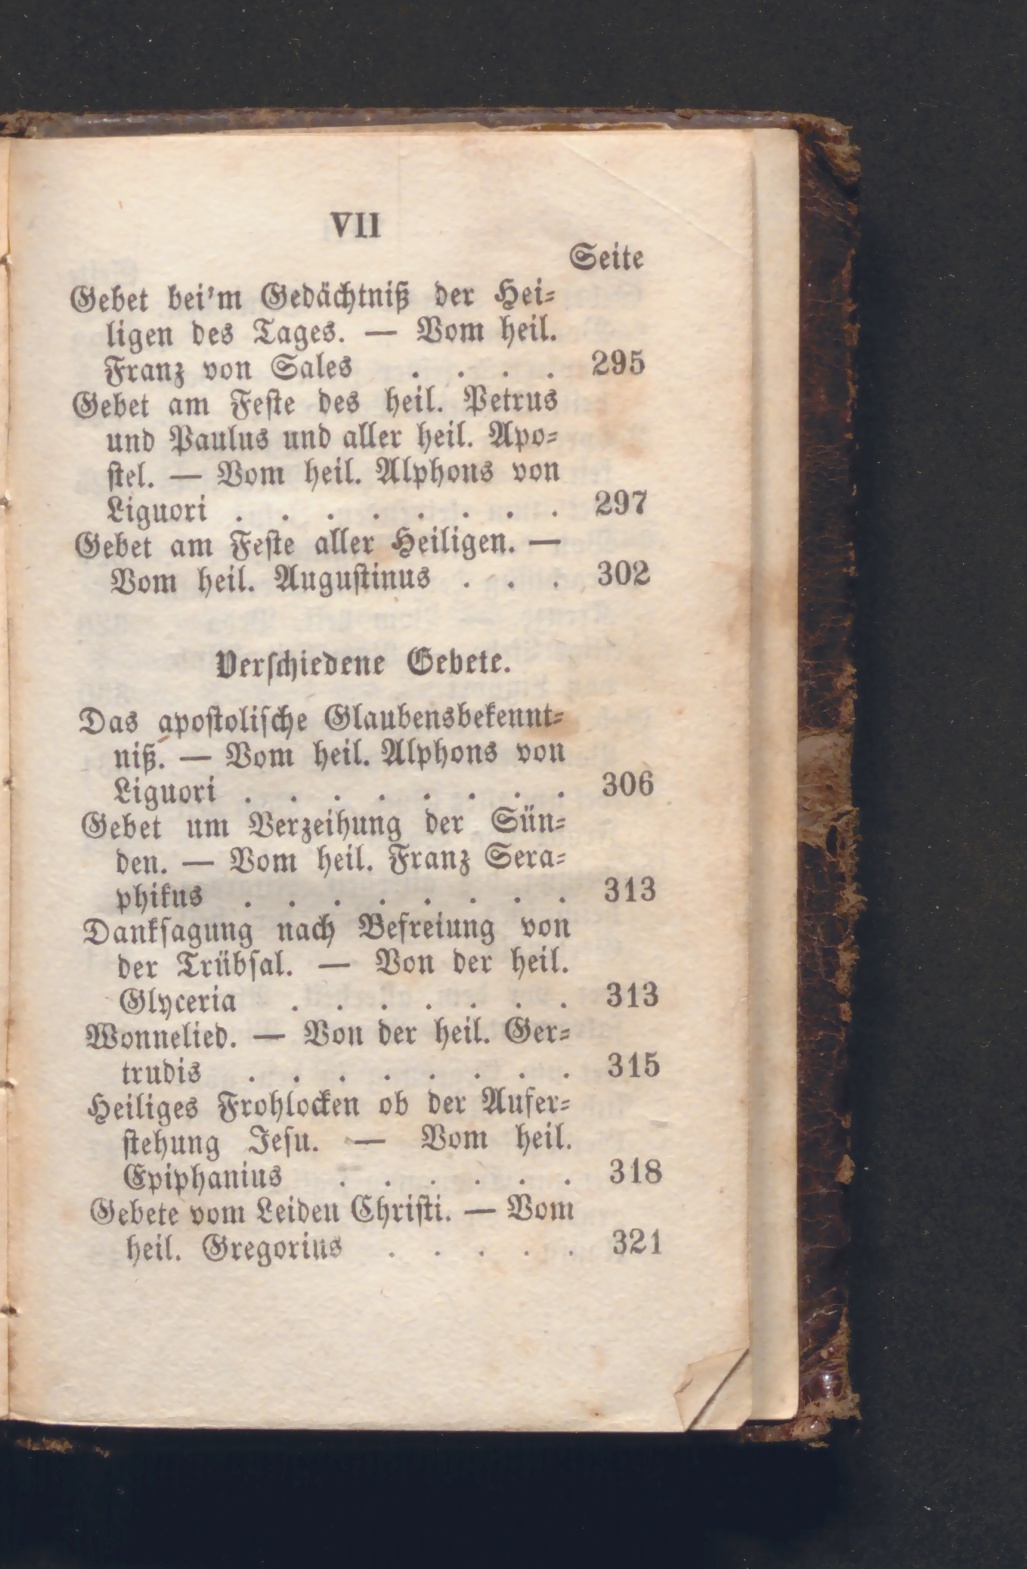 VII
Seite
Gebet bei'm Gedächtniß der Hei-
ligen des Tages. — Vom heil.
Franz von Sales . . . . 295
Gebet am Feste des heil. Petrus
und Paulus und aller heil. Apo-
stel. — Vom heil. Alphons von
Liguori . . . . . . . . 297
Gebet am Feste aller Heiligen. —
Vom heil. Augustinus . . . 302
Verschiedene Gebete.
Das apostolische Glaubensbekennt-
niß. — Vom heil. Alphons von
Liguori . . . . . . . . 306
Gebet um Verzeihung der Sün-
den. — Vom heil. Franz Sera-
phikus . . . . . . . . 313
Danksagung nach Befreiung von
der Trübsal. — Von der heil.
Glyceria . . . . . . . 313
Wonnelied. — Von der heil. Ger-
trudis . . . . . . . . 315
Heiliges Frohlocken ob der Aufer-
stehung Jesu. — Vom heil.
Epiphanius . . . . . . 318
Gebete vom Leiden Christi. — Vom
heil. Gregorius . . . . . 321